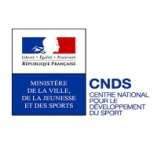 Liberté • Égalité • Fraternité
RÉPUBLIQUE FRANÇAISE
MINISTÈRE
DE LA VILLE,
DE LA JEUNESSE
ET DES SPORTS
CNDS
CENTRE NATIONAL
POUR LE
DÉVELOPPEMENT
DU SPORT